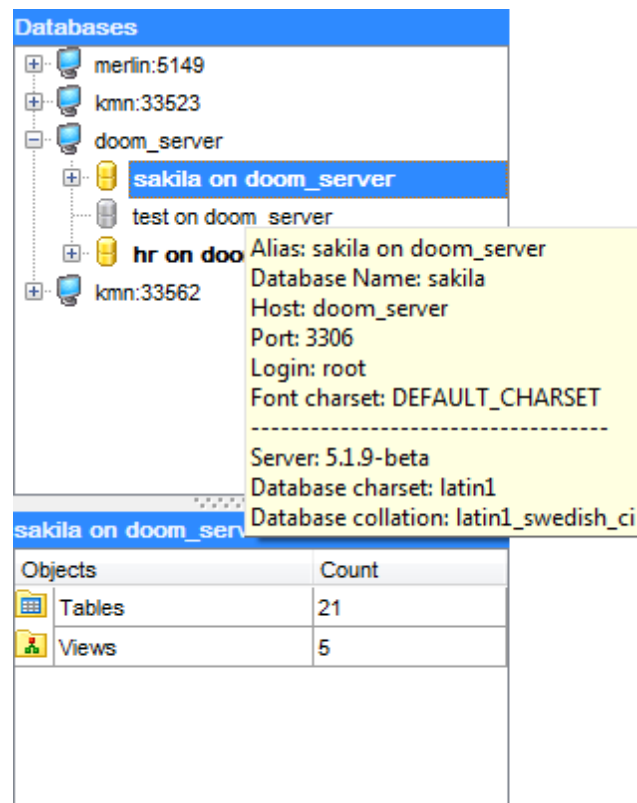 Databases
merlin:5149
kmn:33523
doom_server
sakila on doom_server
test on doom_server
hr on doo
kmn:33562
Alias: sakila on doom_server
Database Name: sakila
Host: doom_server
Port: 3306
Login: root
Font charset: DEFAULT_CHARSET
-----------------------------------
Server: 5.1.9-beta
Database charset: latin1
Database collation: latin1_swedish_ci
sakila on doom_serv
Objects Count
Tables 21
Views 5